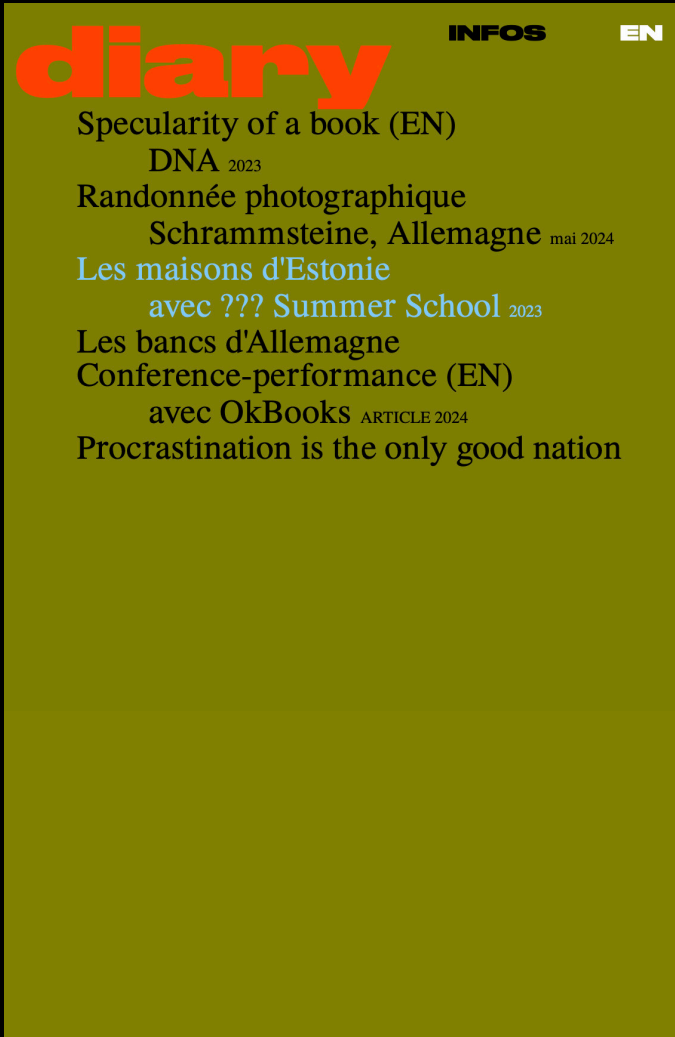 diary INFOS EN
Specularity of a book (EN)
DNA 2023
Randonnée photographique
Schrammsteine, Allemagne mai 2024
Les maisons d'Estonie
avec ??? Summer School 2023
Les bancs d'Allemagne
Conference-performance (EN)
avec OkBooks ARTICLE 2024
Procrastination is the only good nation